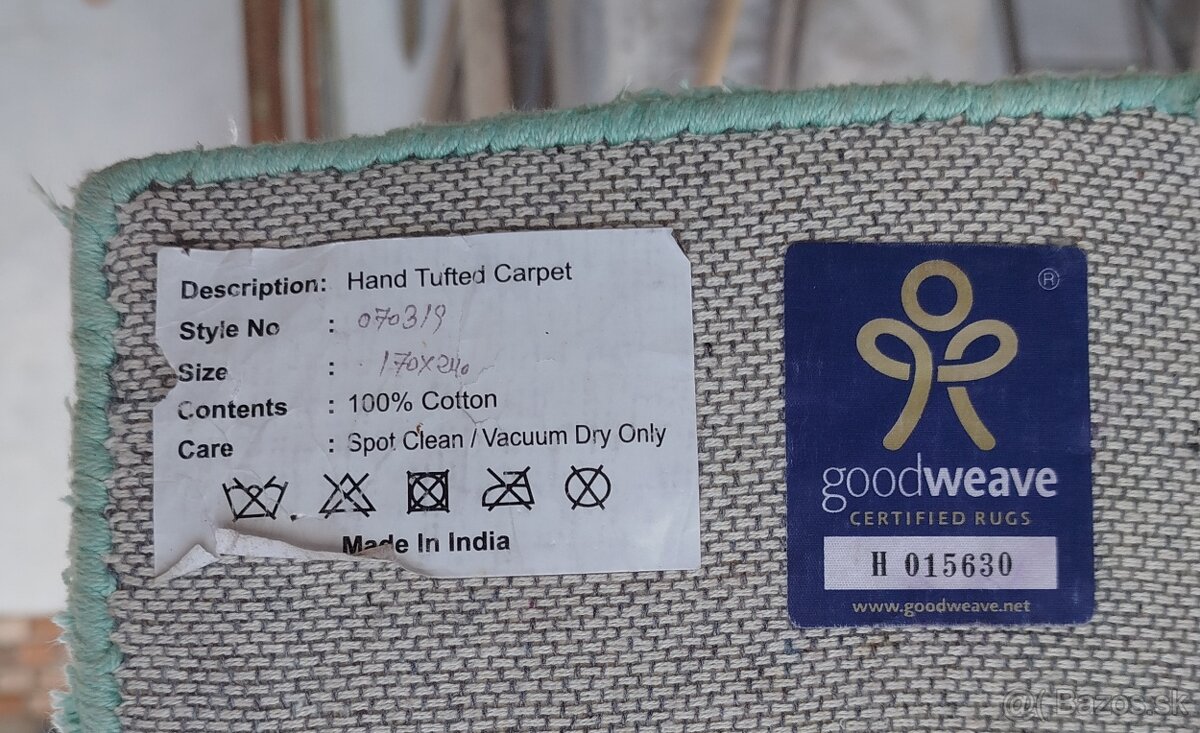 Description: Hand Tufted Carpet
Style No : 070319
Size : 170x240
Contents : 100% Cotton
Care : Spot Clean / Vacuum Dry Only
Made In India
®
goodweave
CERTIFIED RUGS
H 015630
www.goodweave.net
@( Bazos.sk